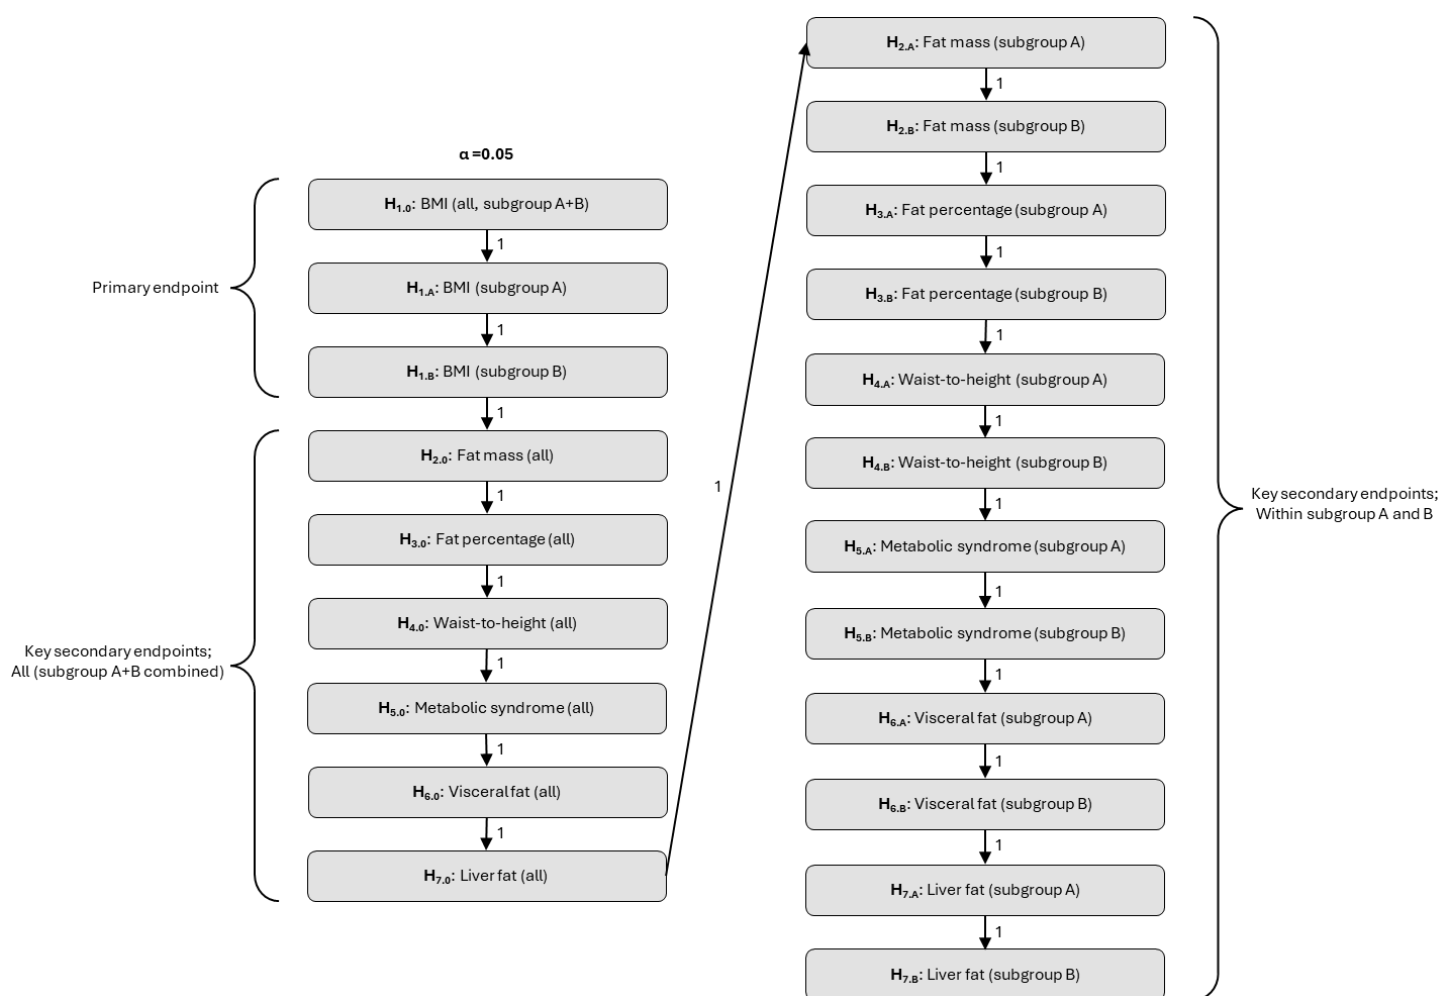 α=0.05
Primary endpoint
H1.0: BMI (all, subgroup A+B)
1
H1.A: BMI (subgroup A)
1
H1.B: BMI (subgroup B)
1
Key secondary endpoints;
All (subgroup A+B combined)
H2.0: Fat mass (all)
1
H3.0: Fat percentage (all)
1
H4.0: Waist-to-height (all)
1
H5.0: Metabolic syndrome (all)
1
H6.0: Visceral fat (all)
1
H7.0: Liver fat (all)
1
H2.A: Fat mass (subgroup A)
1
H2.B: Fat mass (subgroup B)
1
H3.A: Fat percentage (subgroup A)
1
H3.B: Fat percentage (subgroup B)
1
H4.A: Waist-to-height (subgroup A)
1
H4.B: Waist-to-height (subgroup B)
1
H5.A: Metabolic syndrome (subgroup A)
1
H5.B: Metabolic syndrome (subgroup B)
1
H6.A: Visceral fat (subgroup A)
1
H6.B: Visceral fat (subgroup B)
1
H7.A: Liver fat (subgroup A)
1
H7.B: Liver fat (subgroup B)
Key secondary endpoints;
Within subgroup A and B